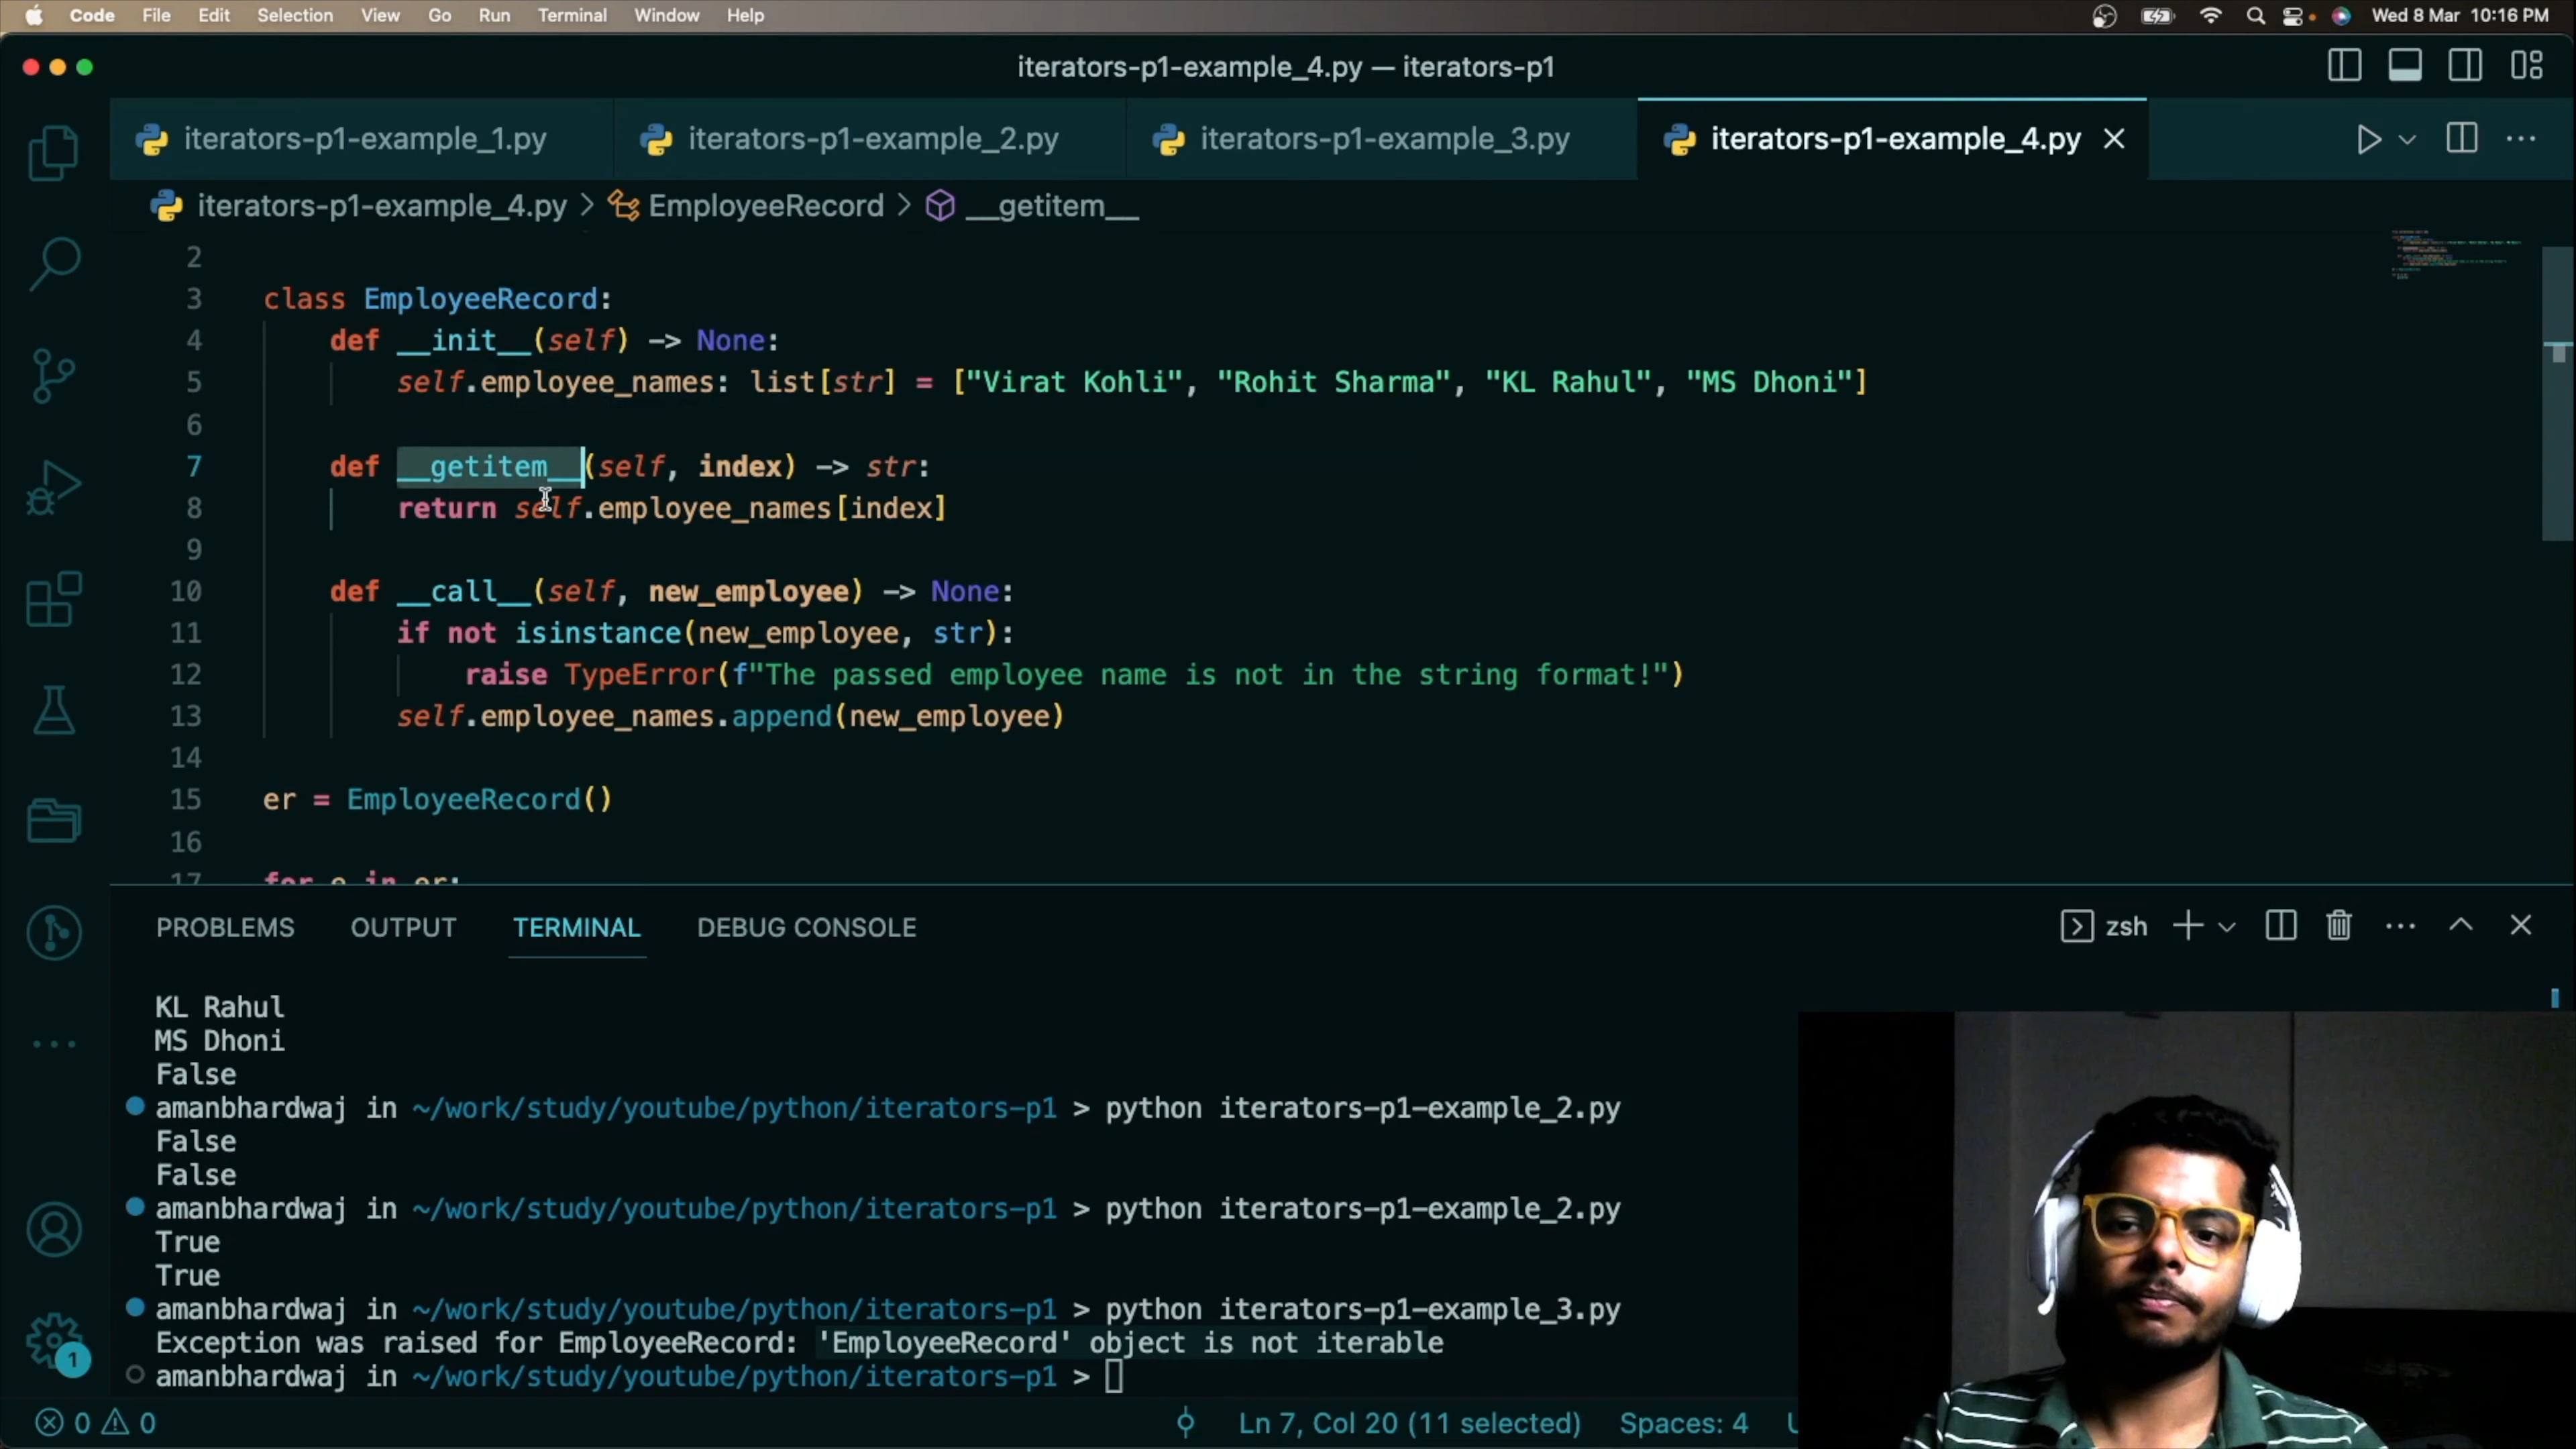 Code File Edit Selection View Go Run Terminal Window Help Wed 8 Mar 10:16 PM
iterators-p1-example_4.py — iterators-p1
iterators-p1-example_1.py iterators-p1-example_2.py iterators-p1-example_3.py iterators-p1-example_4.py
iterators-p1-example_4.py > EmployeeRecord > __getitem__
2
3 class EmployeeRecord:
4 def __init__(self) -> None:
5 self.employee_names: list[str] = ["Virat Kohli", "Rohit Sharma", "KL Rahul", "MS Dhoni"]
6
7 def __getitem__(self, index) -> str:
8 return self.employee_names[index]
9
10 def __call__(self, new_employee) -> None:
11 if not isinstance(new_employee, str):
12 raise TypeError(f"The passed employee name is not in the string format!")
13 self.employee_names.append(new_employee)
14
15 er = EmployeeRecord()
16
17 for e in er:
PROBLEMS OUTPUT TERMINAL DEBUG CONSOLE zsh
KL Rahul
MS Dhoni
False
amanbhardwaj in ~/work/study/youtube/python/iterators-p1 > python iterators-p1-example_2.py
False
False
amanbhardwaj in ~/work/study/youtube/python/iterators-p1 > python iterators-p1-example_2.py
True
True
amanbhardwaj in ~/work/study/youtube/python/iterators-p1 > python iterators-p1-example_3.py
Exception was raised for EmployeeRecord: 'EmployeeRecord' object is not iterable
amanbhardwaj in ~/work/study/youtube/python/iterators-p1 >
1
0 0 Ln 7, Col 20 (11 selected) Spaces: 4